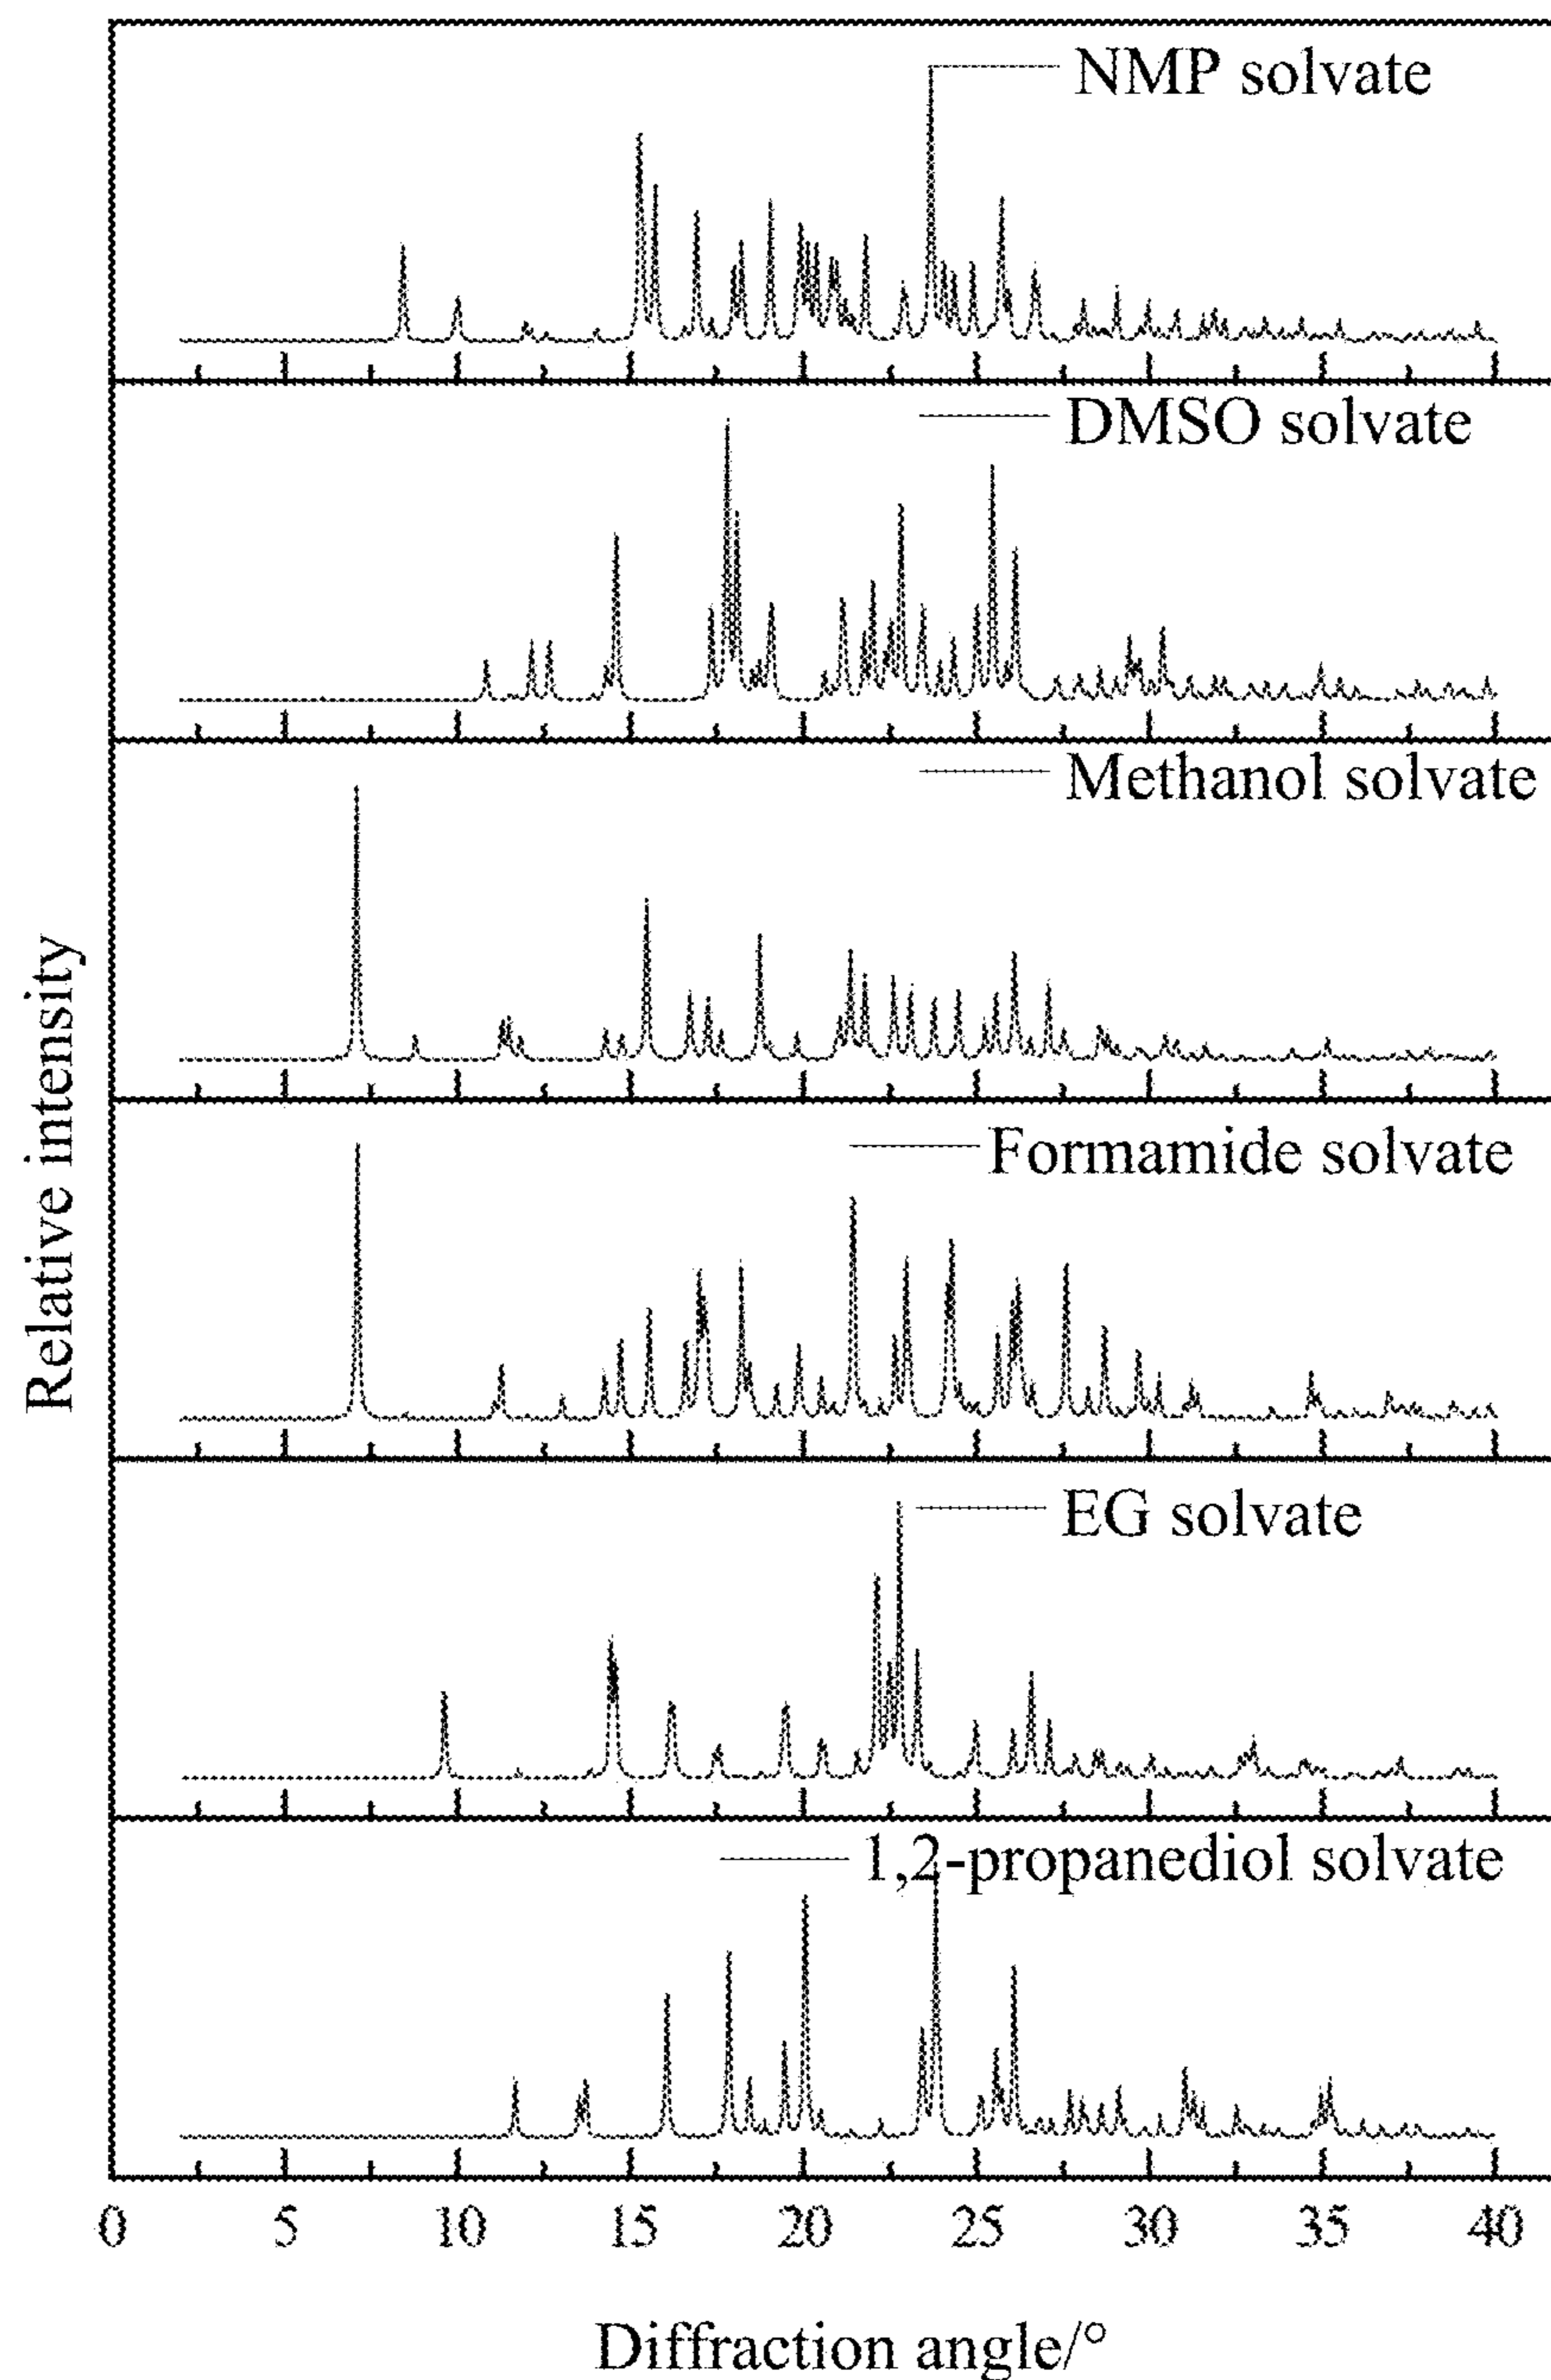 NMP solvate
DMSO solvate
Methanol solvate
Formamide solvate
EG solvate
1,2-propanediol solvate
Relative intensity
0 5 10 15 20 25 30 35 40
Diffraction angle/°